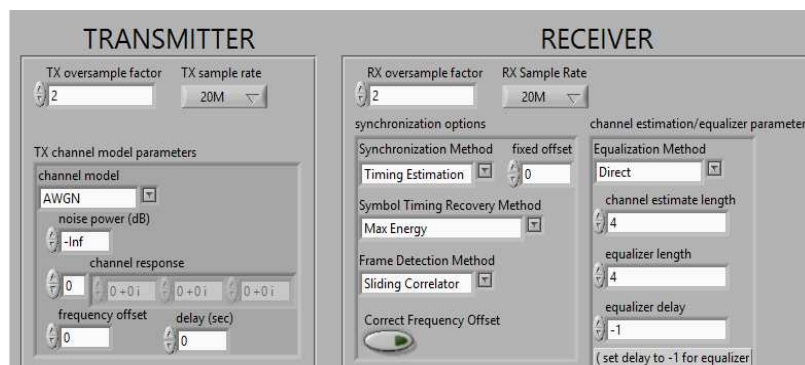 TRANSMITTER
TX oversample factor
TX sample rate
2
20M
TX channel model parameters
channel model
AWGN
noise power (dB)
-Inf
channel response
0
0 +0 i
0 +0 i
0 +0 i
frequency offset
delay (sec)
0
0
RECEIVER
RX oversample factor
RX Sample Rate
2
20M
synchronization options
Synchronization Method
fixed offset
Timing Estimation
0
Symbol Timing Recovery Method
Max Energy
Frame Detection Method
Sliding Correlator
Correct Frequency Offset
channel estimation/equalizer parameter
Equalization Method
Direct
channel estimate length
4
equalizer length
4
equalizer delay
-1
( set delay to -1 for equalizer